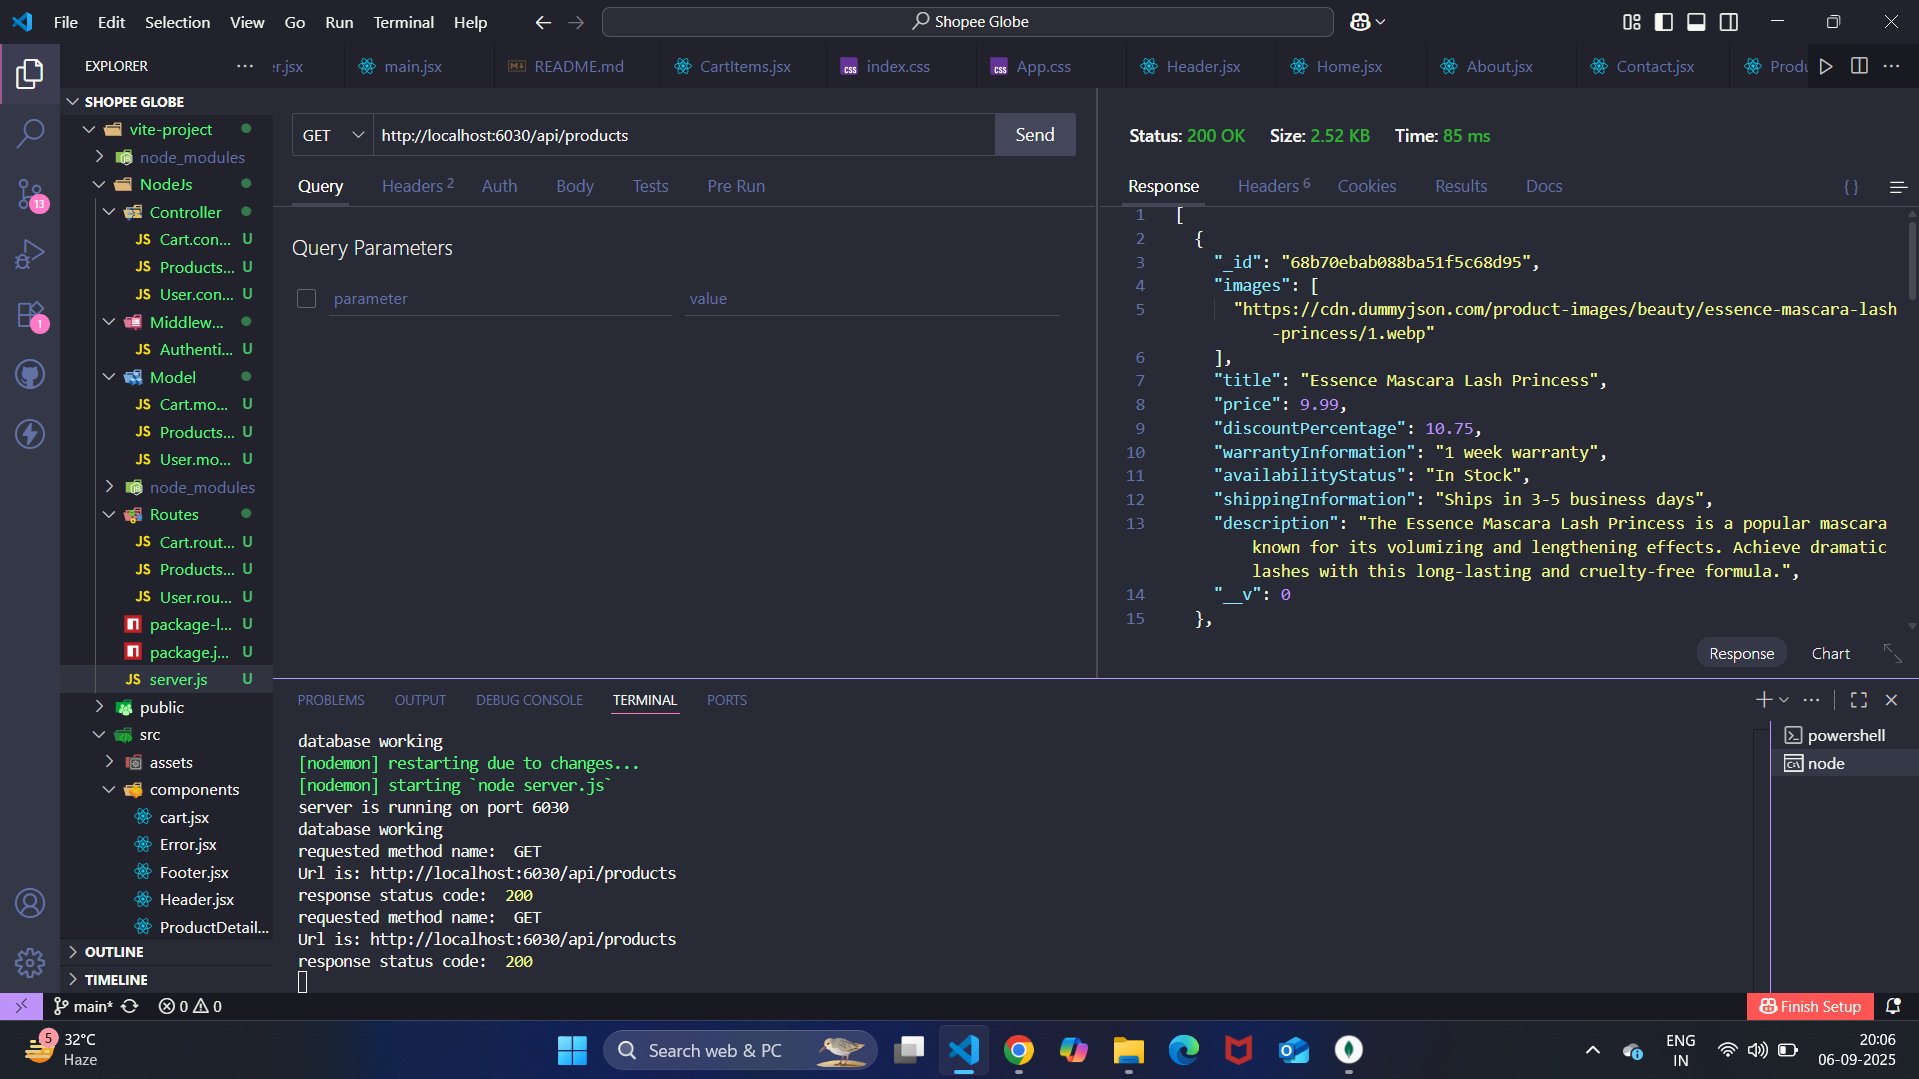 File Edit Selection View Go Run Terminal Help
Shopee Globe
EXPLORER
er.jsx
main.jsx
README.md
CartItems.jsx
index.css
App.css
Header.jsx
Home.jsx
About.jsx
Contact.jsx
Produ
SHOPEE GLOBE
vite-project
node_modules
NodeJs
Controller
JS Cart.con... U
JS Products... U
JS User.con... U
Middlew...
JS Authenti... U
Model
JS Cart.mo... U
JS Products... U
JS User.mo... U
node_modules
Routes
JS Cart.rout... U
JS Products... U
JS User.rou... U
package-l... U
package.j... U
JS server.js U
public
src
assets
components
cart.jsx
Error.jsx
Footer.jsx
Header.jsx
ProductDetail...
OUTLINE
TIMELINE
13
1
GET http://localhost:6030/api/products Send
Query Headers 2 Auth Body Tests Pre Run
Query Parameters
parameter value
Status: 200 OK Size: 2.52 KB Time: 85 ms
Response Headers 6 Cookies Results Docs { }
1 [
2 {
3 "_id": "68b70ebab088ba51f5c68d95",
4 "images": [
5 "https://cdn.dummyjson.com/product-images/beauty/essence-mascara-lash
-princess/1.webp"
6 ],
7 "title": "Essence Mascara Lash Princess",
8 "price": 9.99,
9 "discountPercentage": 10.75,
10 "warrantyInformation": "1 week warranty",
11 "availabilityStatus": "In Stock",
12 "shippingInformation": "Ships in 3-5 business days",
13 "description": "The Essence Mascara Lash Princess is a popular mascara
known for its volumizing and lengthening effects. Achieve dramatic
lashes with this long-lasting and cruelty-free formula.",
14 "__v": 0
15 },
Response Chart
PROBLEMS OUTPUT DEBUG CONSOLE TERMINAL PORTS
database working
[nodemon] restarting due to changes...
[nodemon] starting `node server.js`
server is running on port 6030
database working
requested method name:  GET
Url is: http://localhost:6030/api/products
response status code:  200
requested method name:  GET
Url is: http://localhost:6030/api/products
response status code:  200
powershell
node
main* 0 0
Finish Setup
5
32°C
Haze
Search web & PC
ENG
IN
20:06
06-09-2025